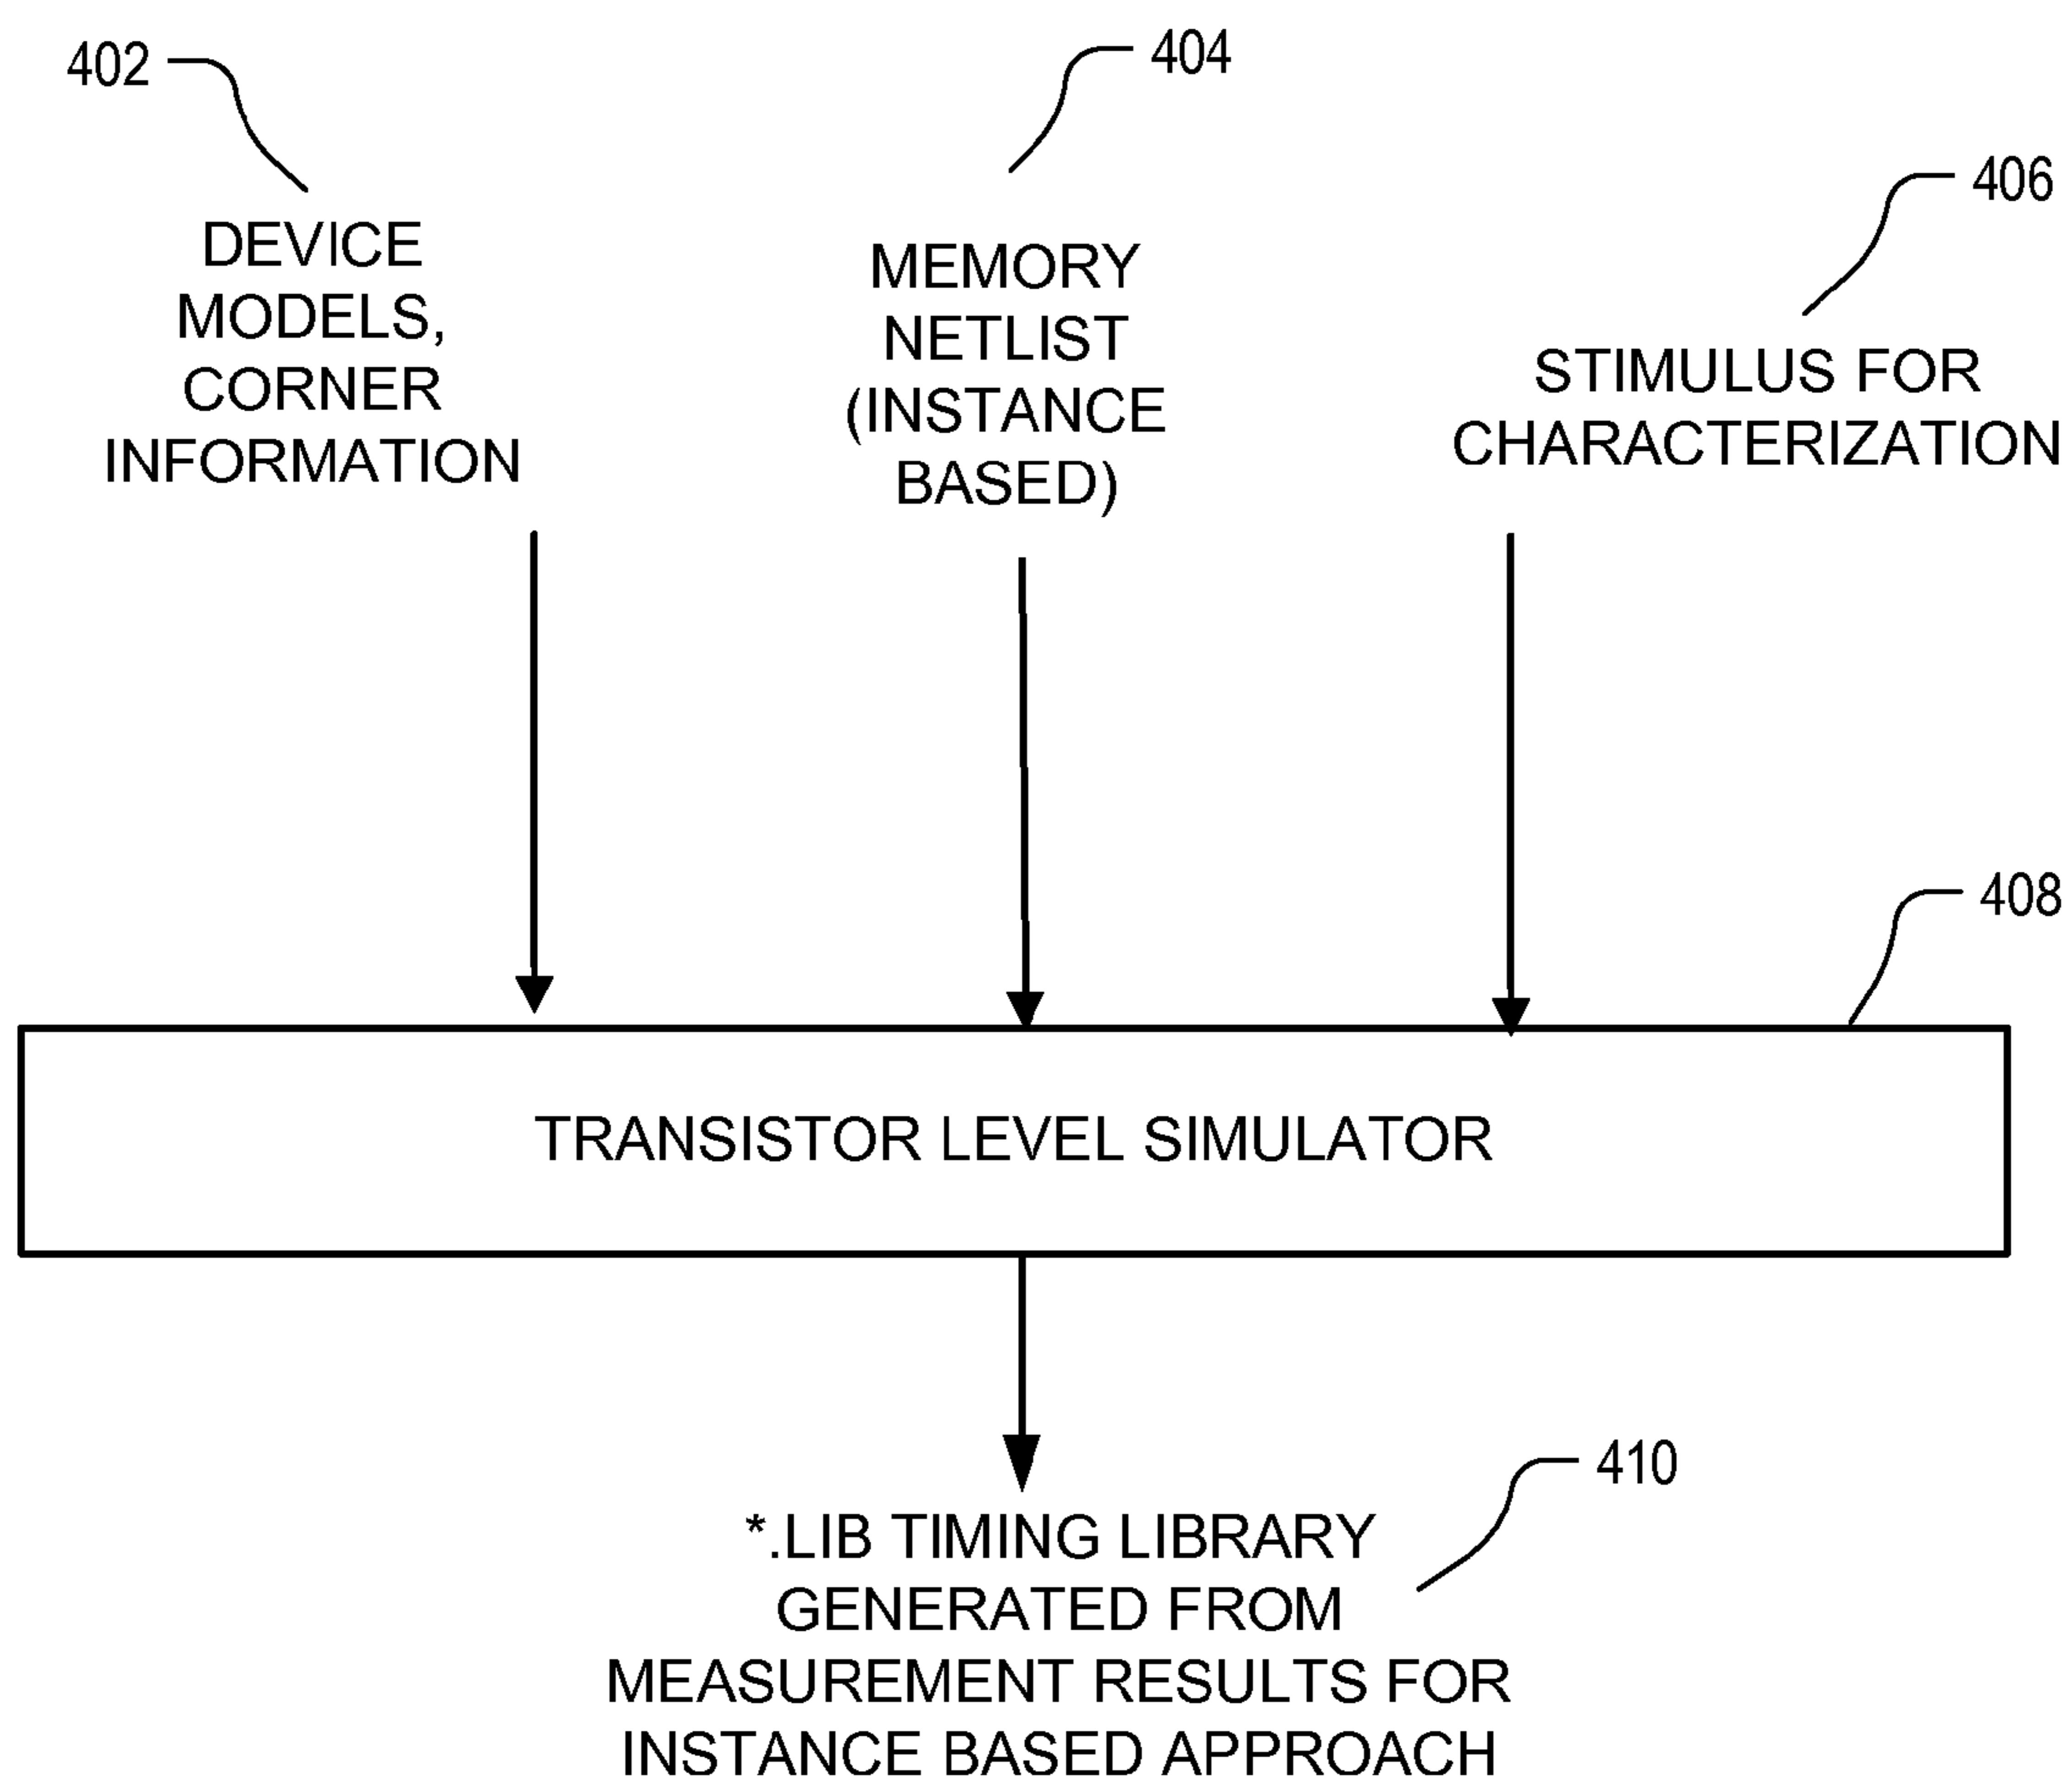 402
404
406
DEVICE
MODELS,
CORNER
INFORMATION
MEMORY
NETLIST
(INSTANCE
BASED)
STIMULUS FOR
CHARACTERIZATION
408
TRANSISTOR LEVEL SIMULATOR
410
*.LIB TIMING LIBRARY
GENERATED FROM
MEASUREMENT RESULTS FOR
INSTANCE BASED APPROACH